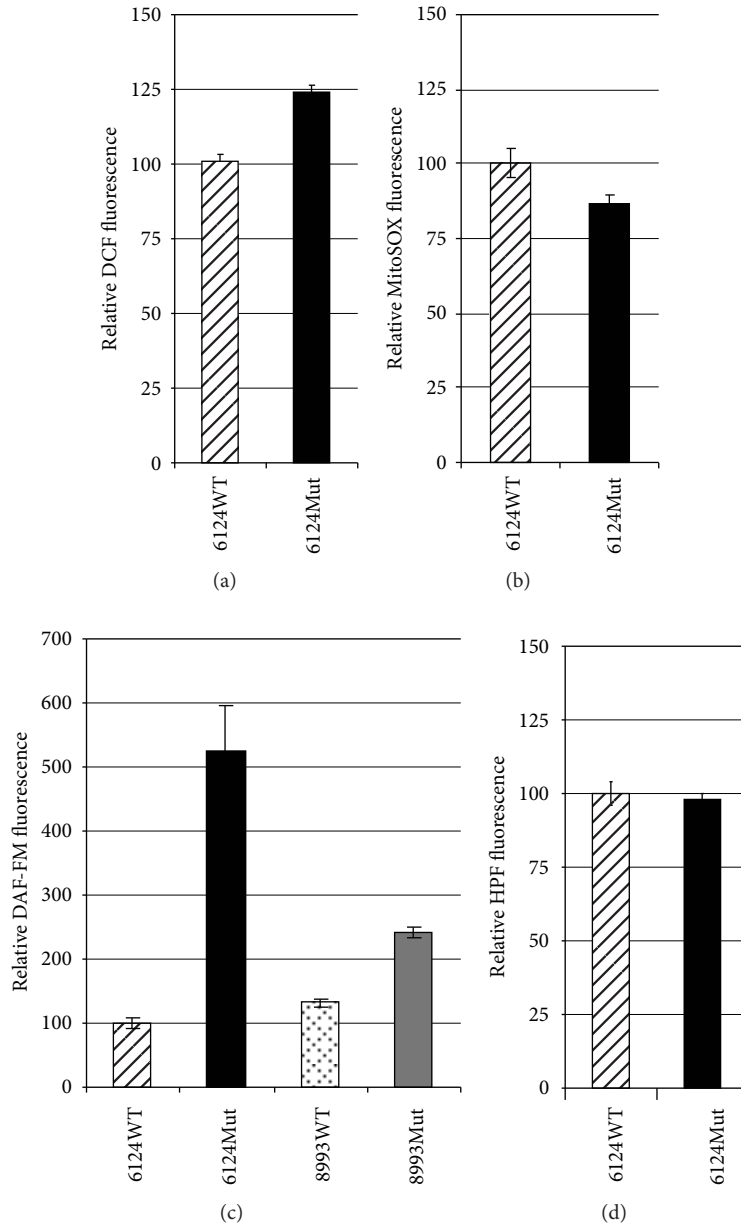 Relative DCF fluorescence
150
125
100
75
50
25
0
6124WT
6124Mut
(a)
Relative MitoSOX fluorescence
150
125
100
75
50
25
0
6124WT
6124Mut
(b)
Relative DAF-FM fluorescence
700
600
500
400
300
200
100
0
6124WT
6124Mut
8993WT
8993Mut
(c)
Relative HPF fluorescence
150
125
100
75
50
25
0
6124WT
6124Mut
(d)